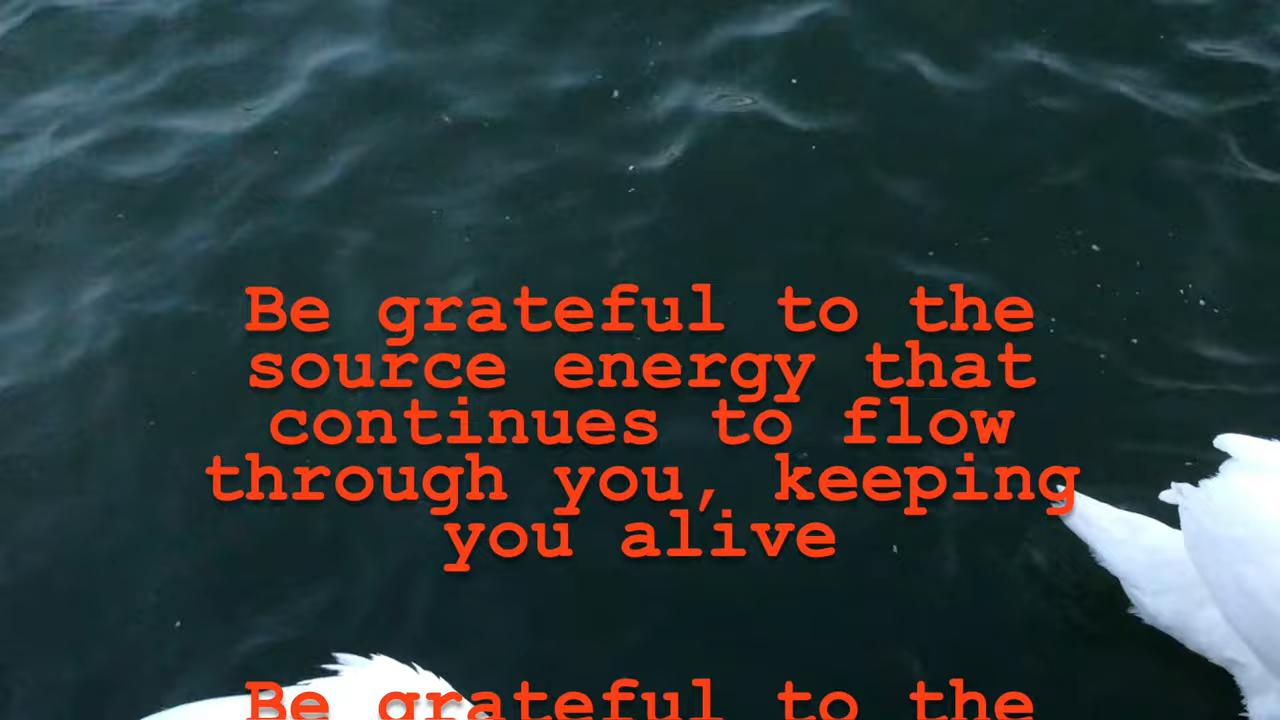 Be grateful to the
source energy that
continues to flow
through you, keeping
you alive
Be grateful to the